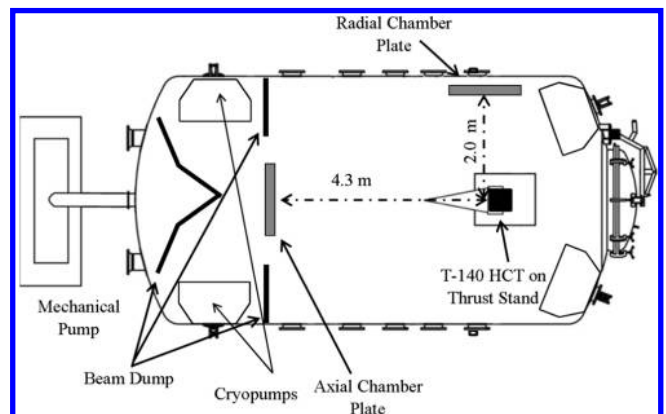 Radial Chamber
Plate
4.3 m
2.0 m
T-140 HCT on
Thrust Stand
Mechanical
Pump
Beam Dump
Cryopumps
Axial Chamber
Plate